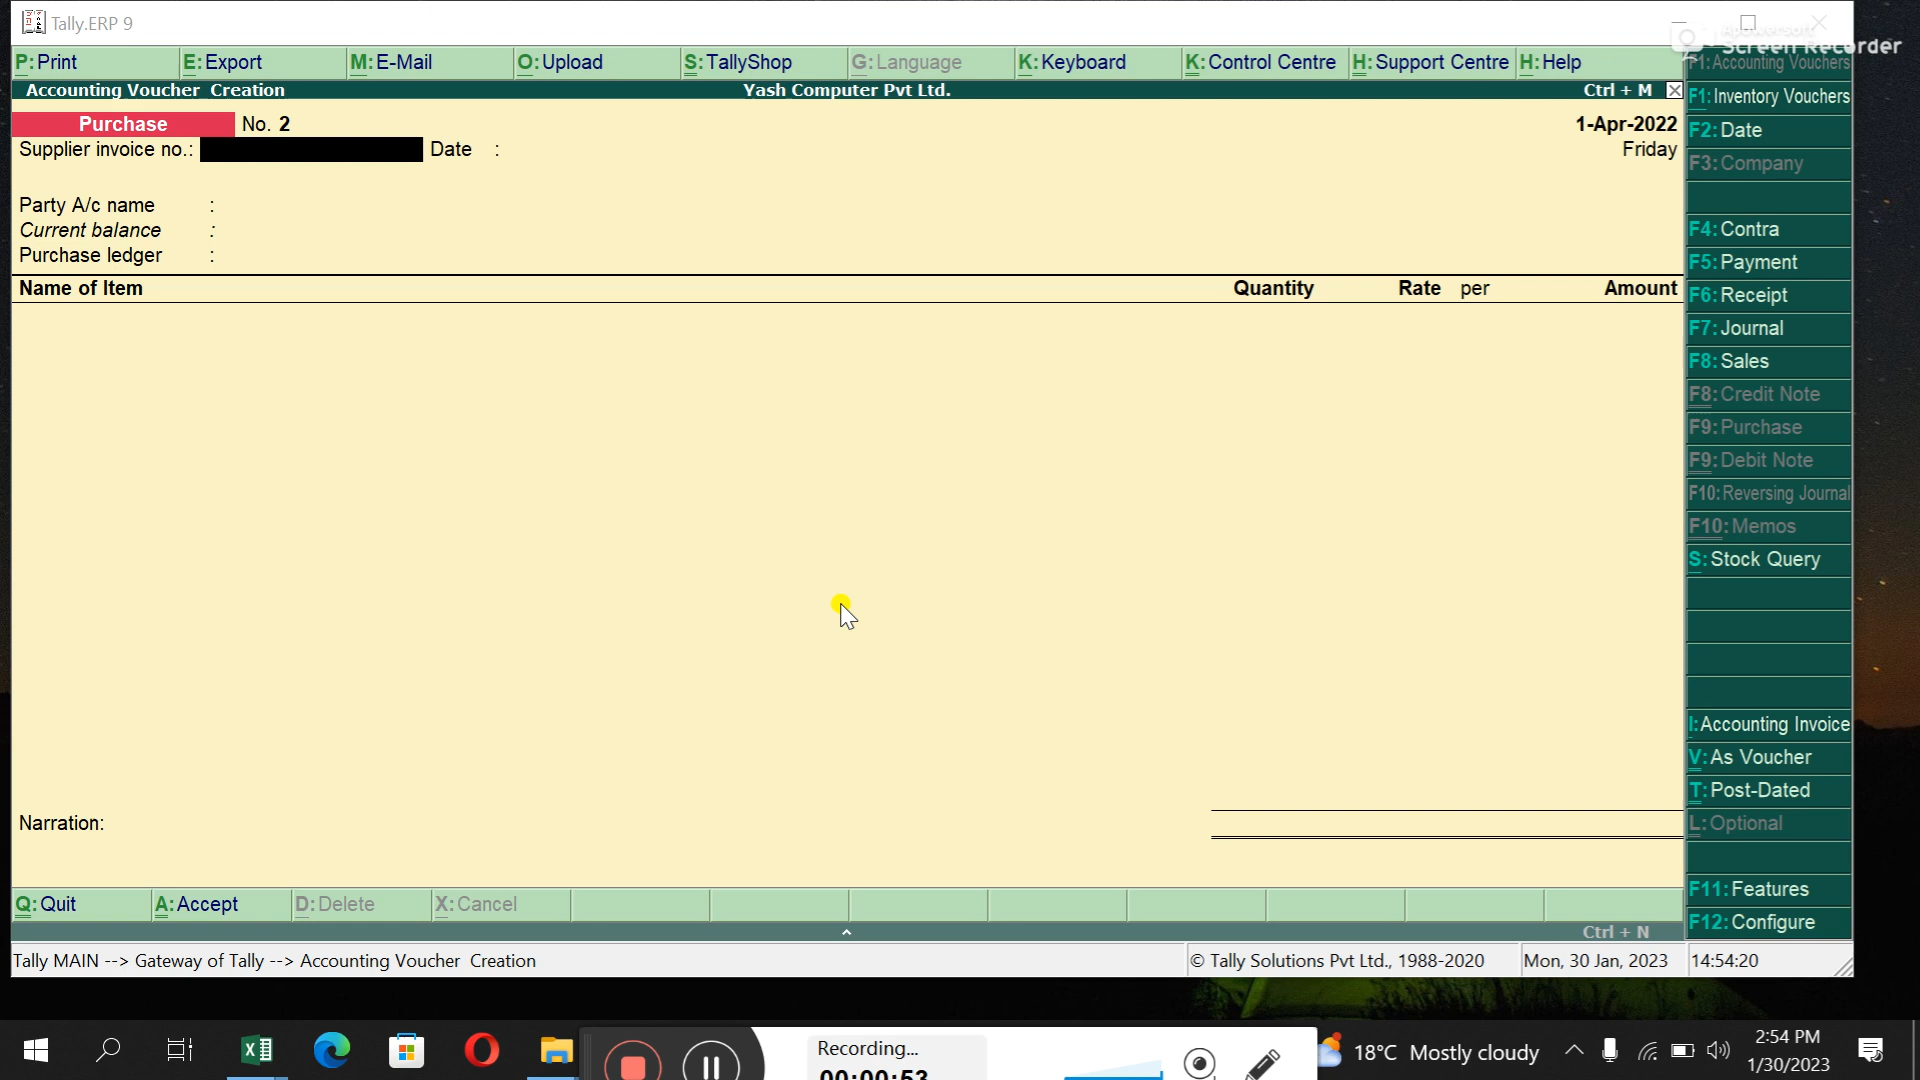 Tally.ERP 9
Apowersoft
Screen Recorder
P: Print E: Export M: E-Mail O: Upload S: TallyShop G: Language K: Keyboard K: Control Centre H: Support Centre H: Help
F1: Accounting Vouchers
Accounting Voucher Creation Yash Computer Pvt Ltd. Ctrl + M
F1: Inventory Vouchers
Purchase No. 2 1-Apr-2022
F2: Date
Supplier invoice no.: Date : Friday
F3: Company
Party A/c name :
Current balance :
F4: Contra
Purchase ledger :
F5: Payment
Name of Item Quantity Rate per Amount
F6: Receipt
F7: Journal
F8: Sales
F8: Credit Note
F9: Purchase
F9: Debit Note
F10: Reversing Journal
F10: Memos
S: Stock Query
I: Accounting Invoice
V: As Voucher
T: Post-Dated
Narration:
L: Optional
F11: Features
Q: Quit A: Accept D: Delete X: Cancel
F12: Configure
Ctrl + N
Tally MAIN --> Gateway of Tally --> Accounting Voucher Creation © Tally Solutions Pvt Ltd., 1988-2020 Mon, 30 Jan, 2023 14:54:20
Recording...
00:00:53
18°C Mostly cloudy
2:54 PM
1/30/2023